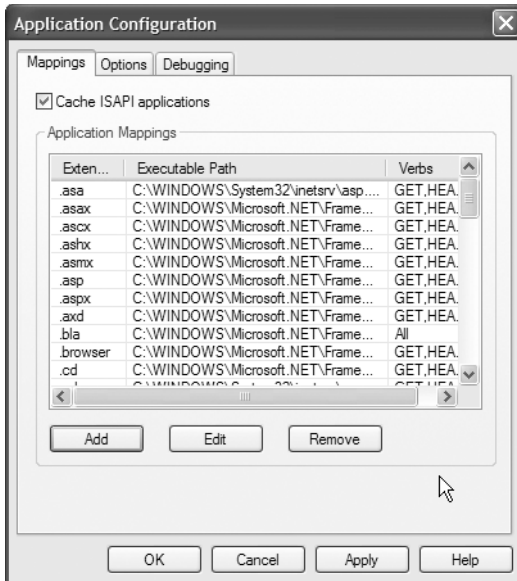 Application Configuration
Mappings Options Debugging
Cache ISAPI applications
Application Mappings
Exten... Executable Path Verbs
.asa C:\WINDOWS\System32\inetsrv\asp.... GET,HEA.
.asax C:\WINDOWS\Microsoft.NET\Frame... GET,HEA.
.ascx C:\WINDOWS\Microsoft.NET\Frame... GET,HEA.
.ashx C:\WINDOWS\Microsoft.NET\Frame... GET,HEA.
.asmx C:\WINDOWS\Microsoft.NET\Frame... GET,HEA.
.asp C:\WINDOWS\Microsoft.NET\Frame... GET,HEA.
.aspx C:\WINDOWS\Microsoft.NET\Frame... GET,HEA.
.axd C:\WINDOWS\Microsoft.NET\Frame... GET,HEA.
.bla C:\WINDOWS\Microsoft.NET\Frame... All
.browser C:\WINDOWS\Microsoft.NET\Frame... GET,HEA.
.cd C:\WINDOWS\Microsoft.NET\Frame... GET,HEA.
Add Edit Remove
OK Cancel Apply Help